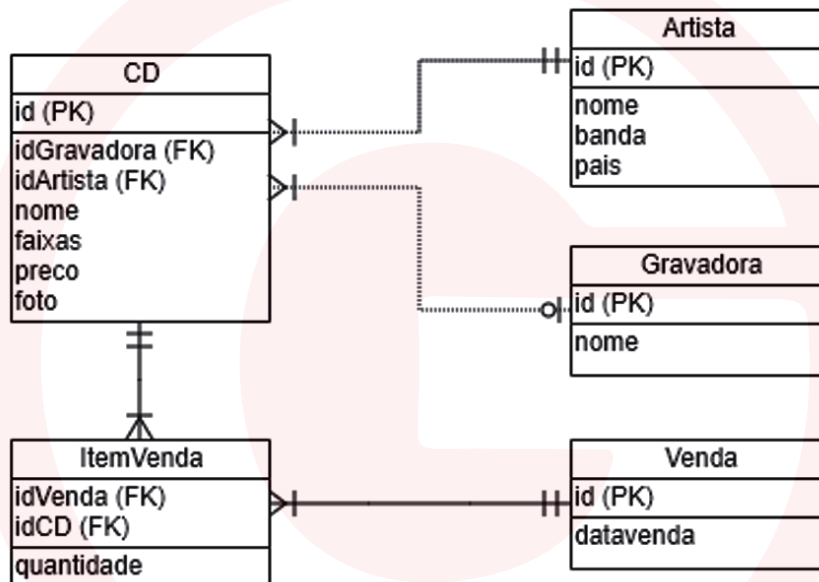 CD
id (PK)
idGravadora (FK)
idArtista (FK)
nome
faixas
preco
foto
Artista
id (PK)
nome
banda
pais
Gravadora
id (PK)
nome
ItemVenda
idVenda (FK)
idCD (FK)
quantidade
Venda
id (PK)
datavenda